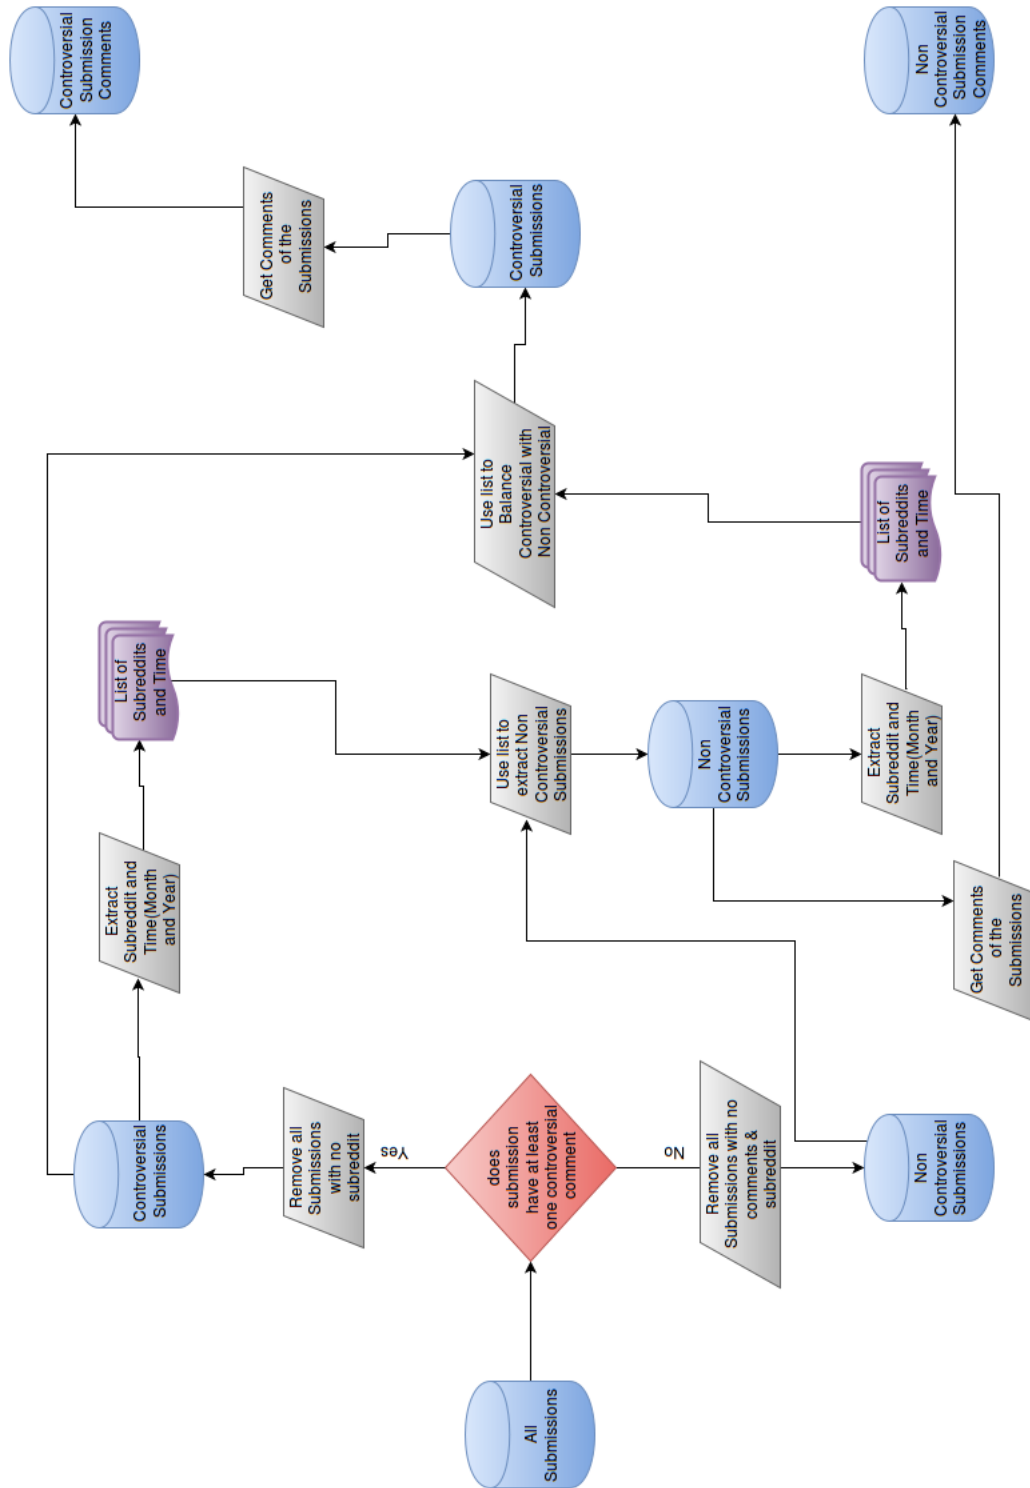 All
Submissions
does
submission
have at least
one controversial
comment
Yes
No
Remove all
Submissions
with no
subreddit
Remove all
Submissions with no
comments &
subreddit
Controversial
Submissions
Non
Controversial
Submissions
Extract
Subreddit and
Time(Month
and Year)
List of
Subreddits
and Time
Use list to
extract Non
Controversial
Submissions
Non
Controversial
Submissions
Extract
Subreddit and
Time(Month
and Year)
Get Comments
of the
Submissions
List of
Subreddits
and Time
Use list to
Balance
Controversial with
Non Controversial
Controversial
Submissions
Get Comments
of the
Submissions
Controversial
Submission
Comments
Non
Controversial
Submission
Comments